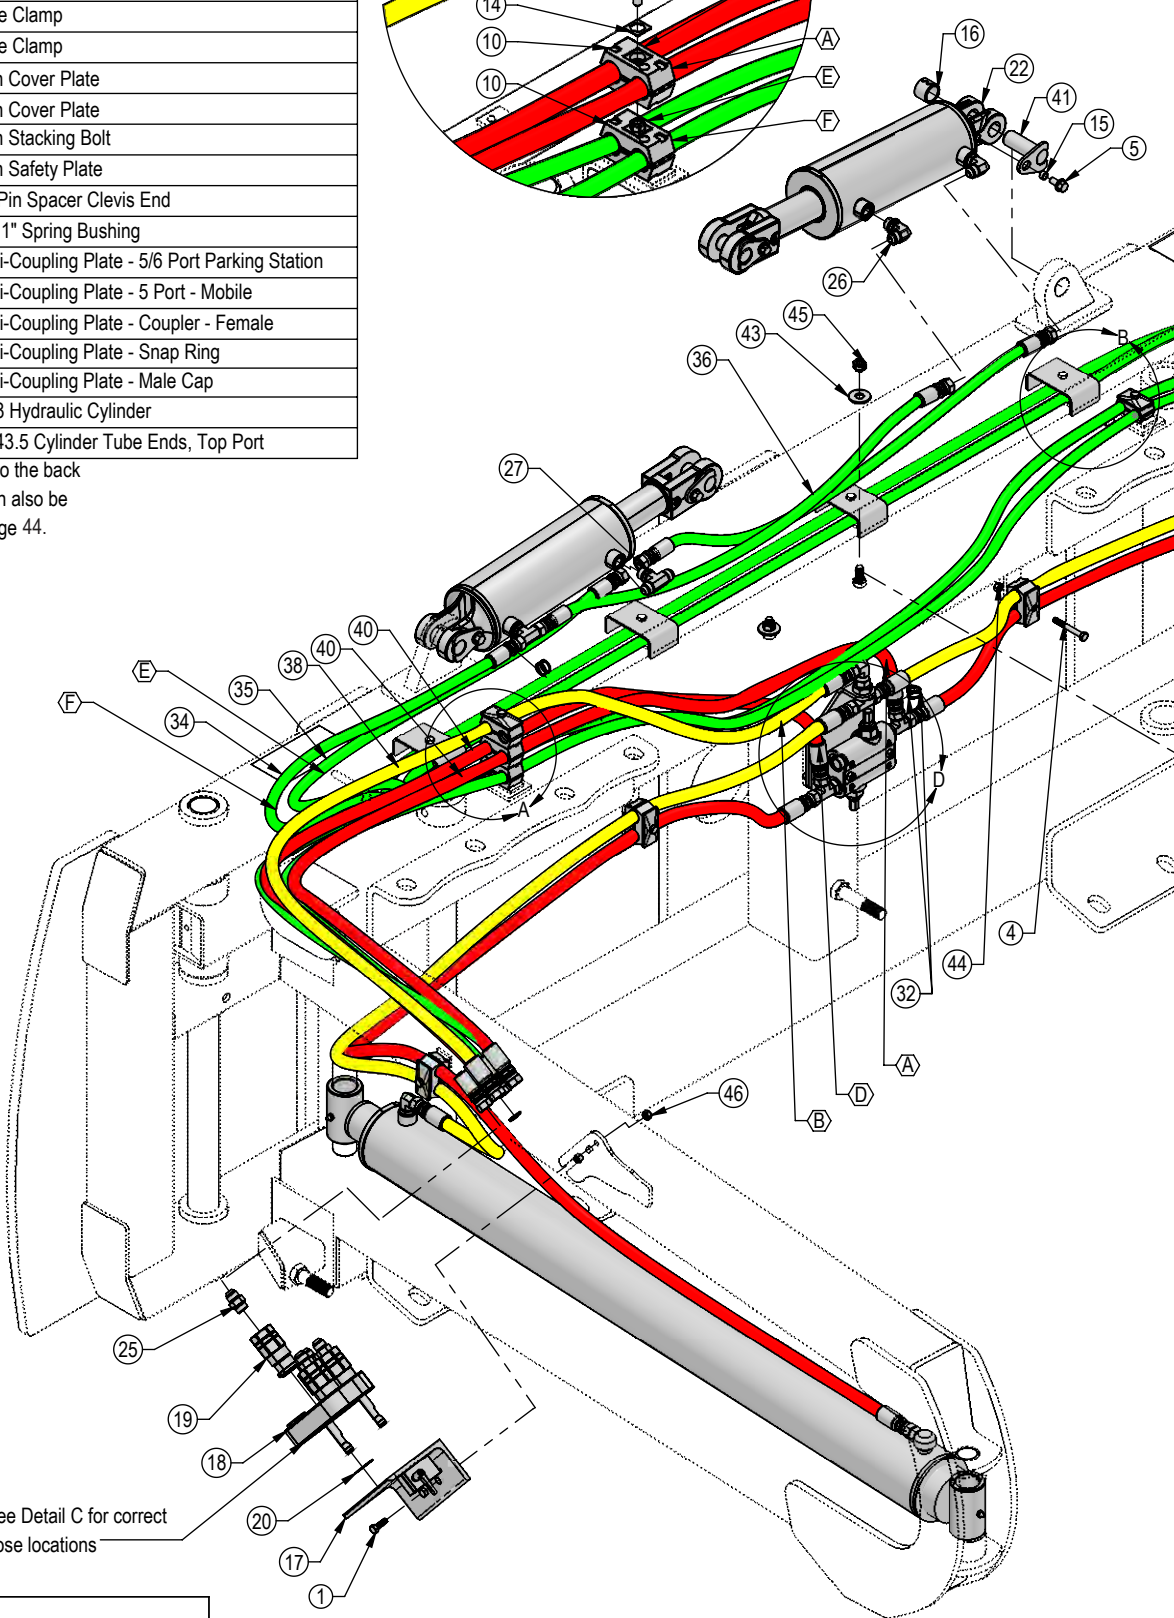 e Clamp
e Clamp
n Cover Plate
n Cover Plate
n Stacking Bolt
n Safety Plate
Pin Spacer Clevis End
1" Spring Bushing
i-Coupling Plate - 5/6 Port Parking Station
i-Coupling Plate - 5 Port - Mobile
i-Coupling Plate - Coupler - Female
i-Coupling Plate - Snap Ring
i-Coupling Plate - Male Cap
8 Hydraulic Cylinder
43.5 Cylinder Tube Ends, Top Port
o the back
n also be
ge 44.
14
10
A
10
E
F
16
22
41
15
5
26
45
43
36
B
27
40
40
38
E
35
F
34
A
D
4
44
32
A
D
B
46
25
19
18
20
17
1
ee Detail C for correct
ose locations